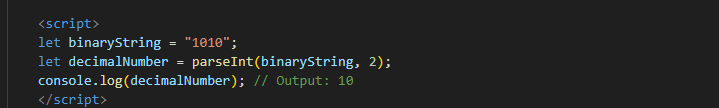 <script>
let binaryString = "1010";
let decimalNumber = parseInt(binaryString, 2);
console.log(decimalNumber); // Output: 10
</script>